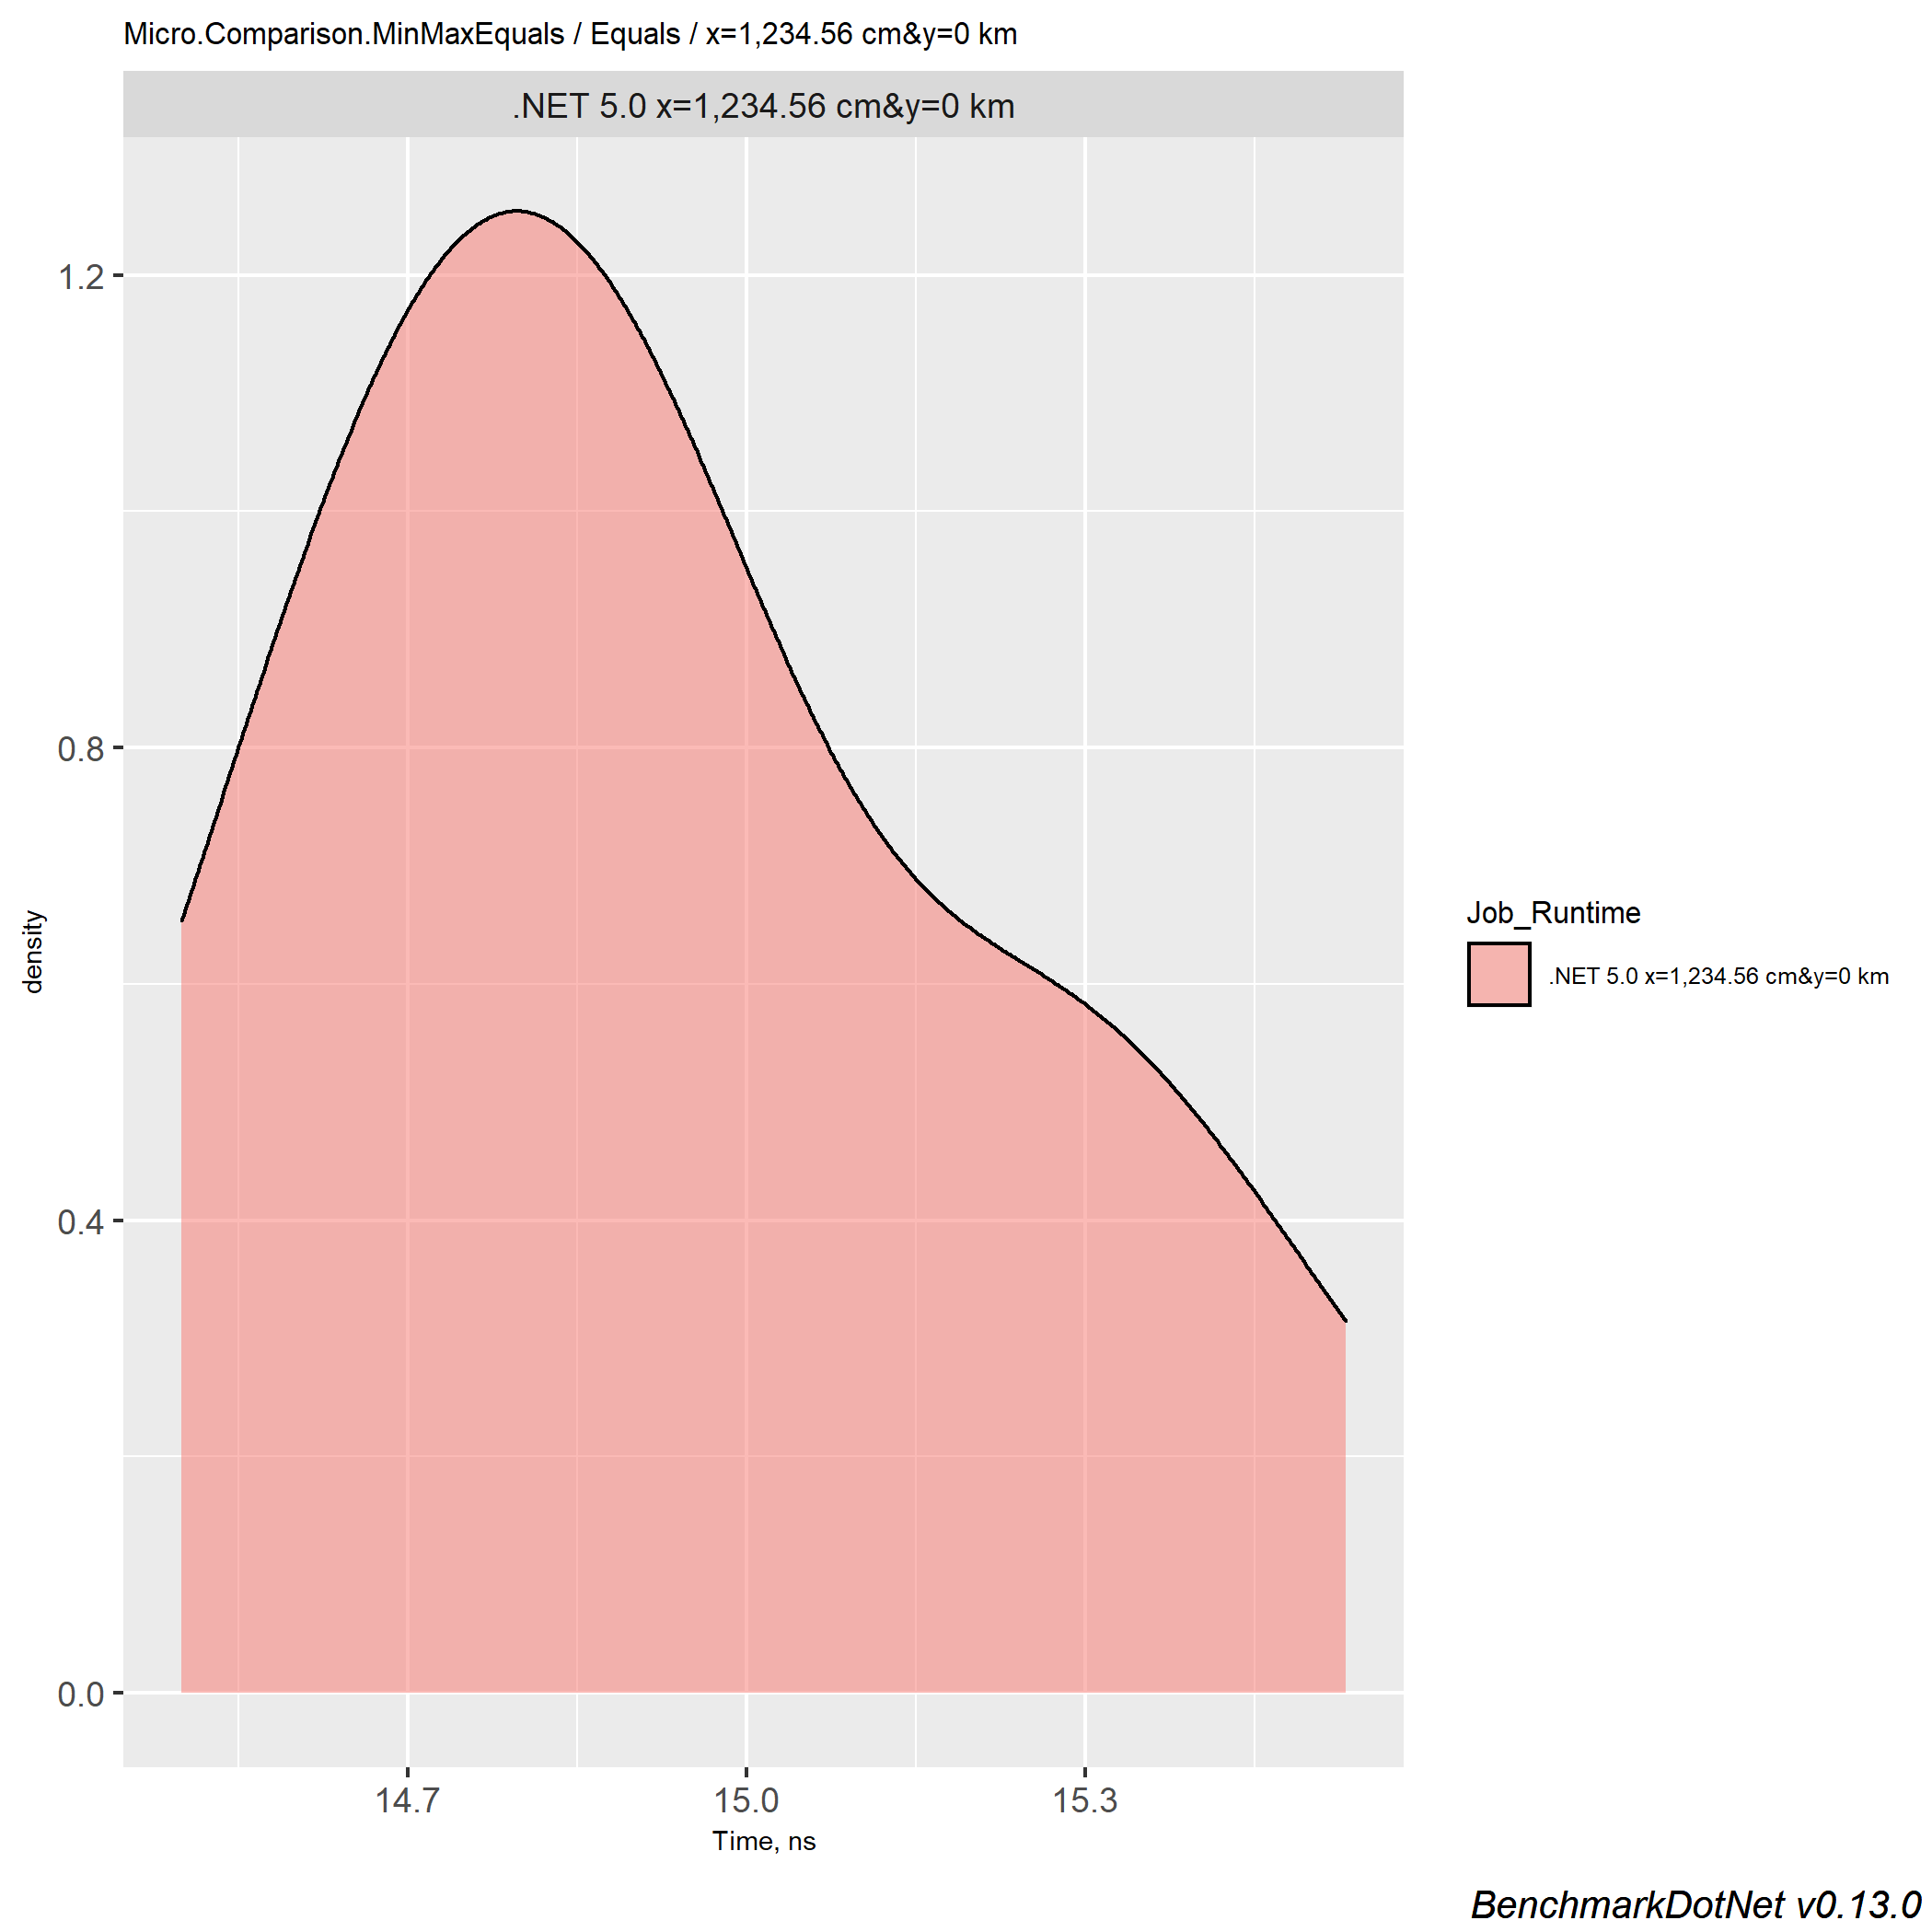 Micro.Comparison.MinMaxEquals / Equals / x=1,234.56 cm&y=0 km
.NET 5.0 x=1,234.56 cm&y=0 km
1.2
0.8
0.4
0.0
density
14.7 15.0 15.3
Time, ns
Job_Runtime
.NET 5.0 x=1,234.56 cm&y=0 km
BenchmarkDotNet v0.13.0